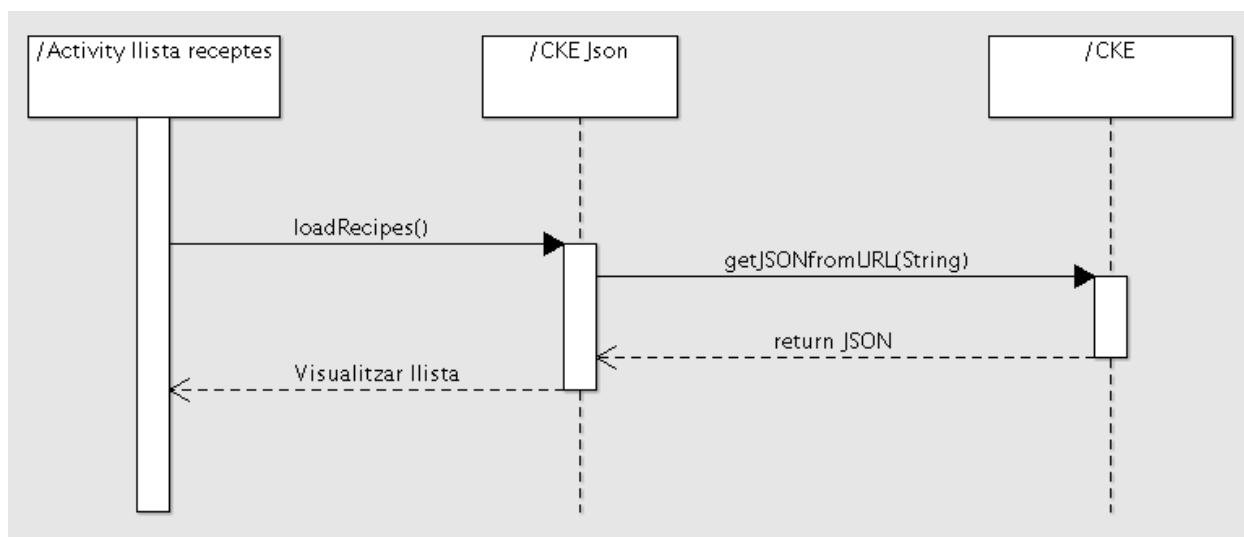 /Activity llista receptes
/CKE Json
/CKE
loadRecipes()
getJSONfromURL(String)
return JSON
Visualitzar llista